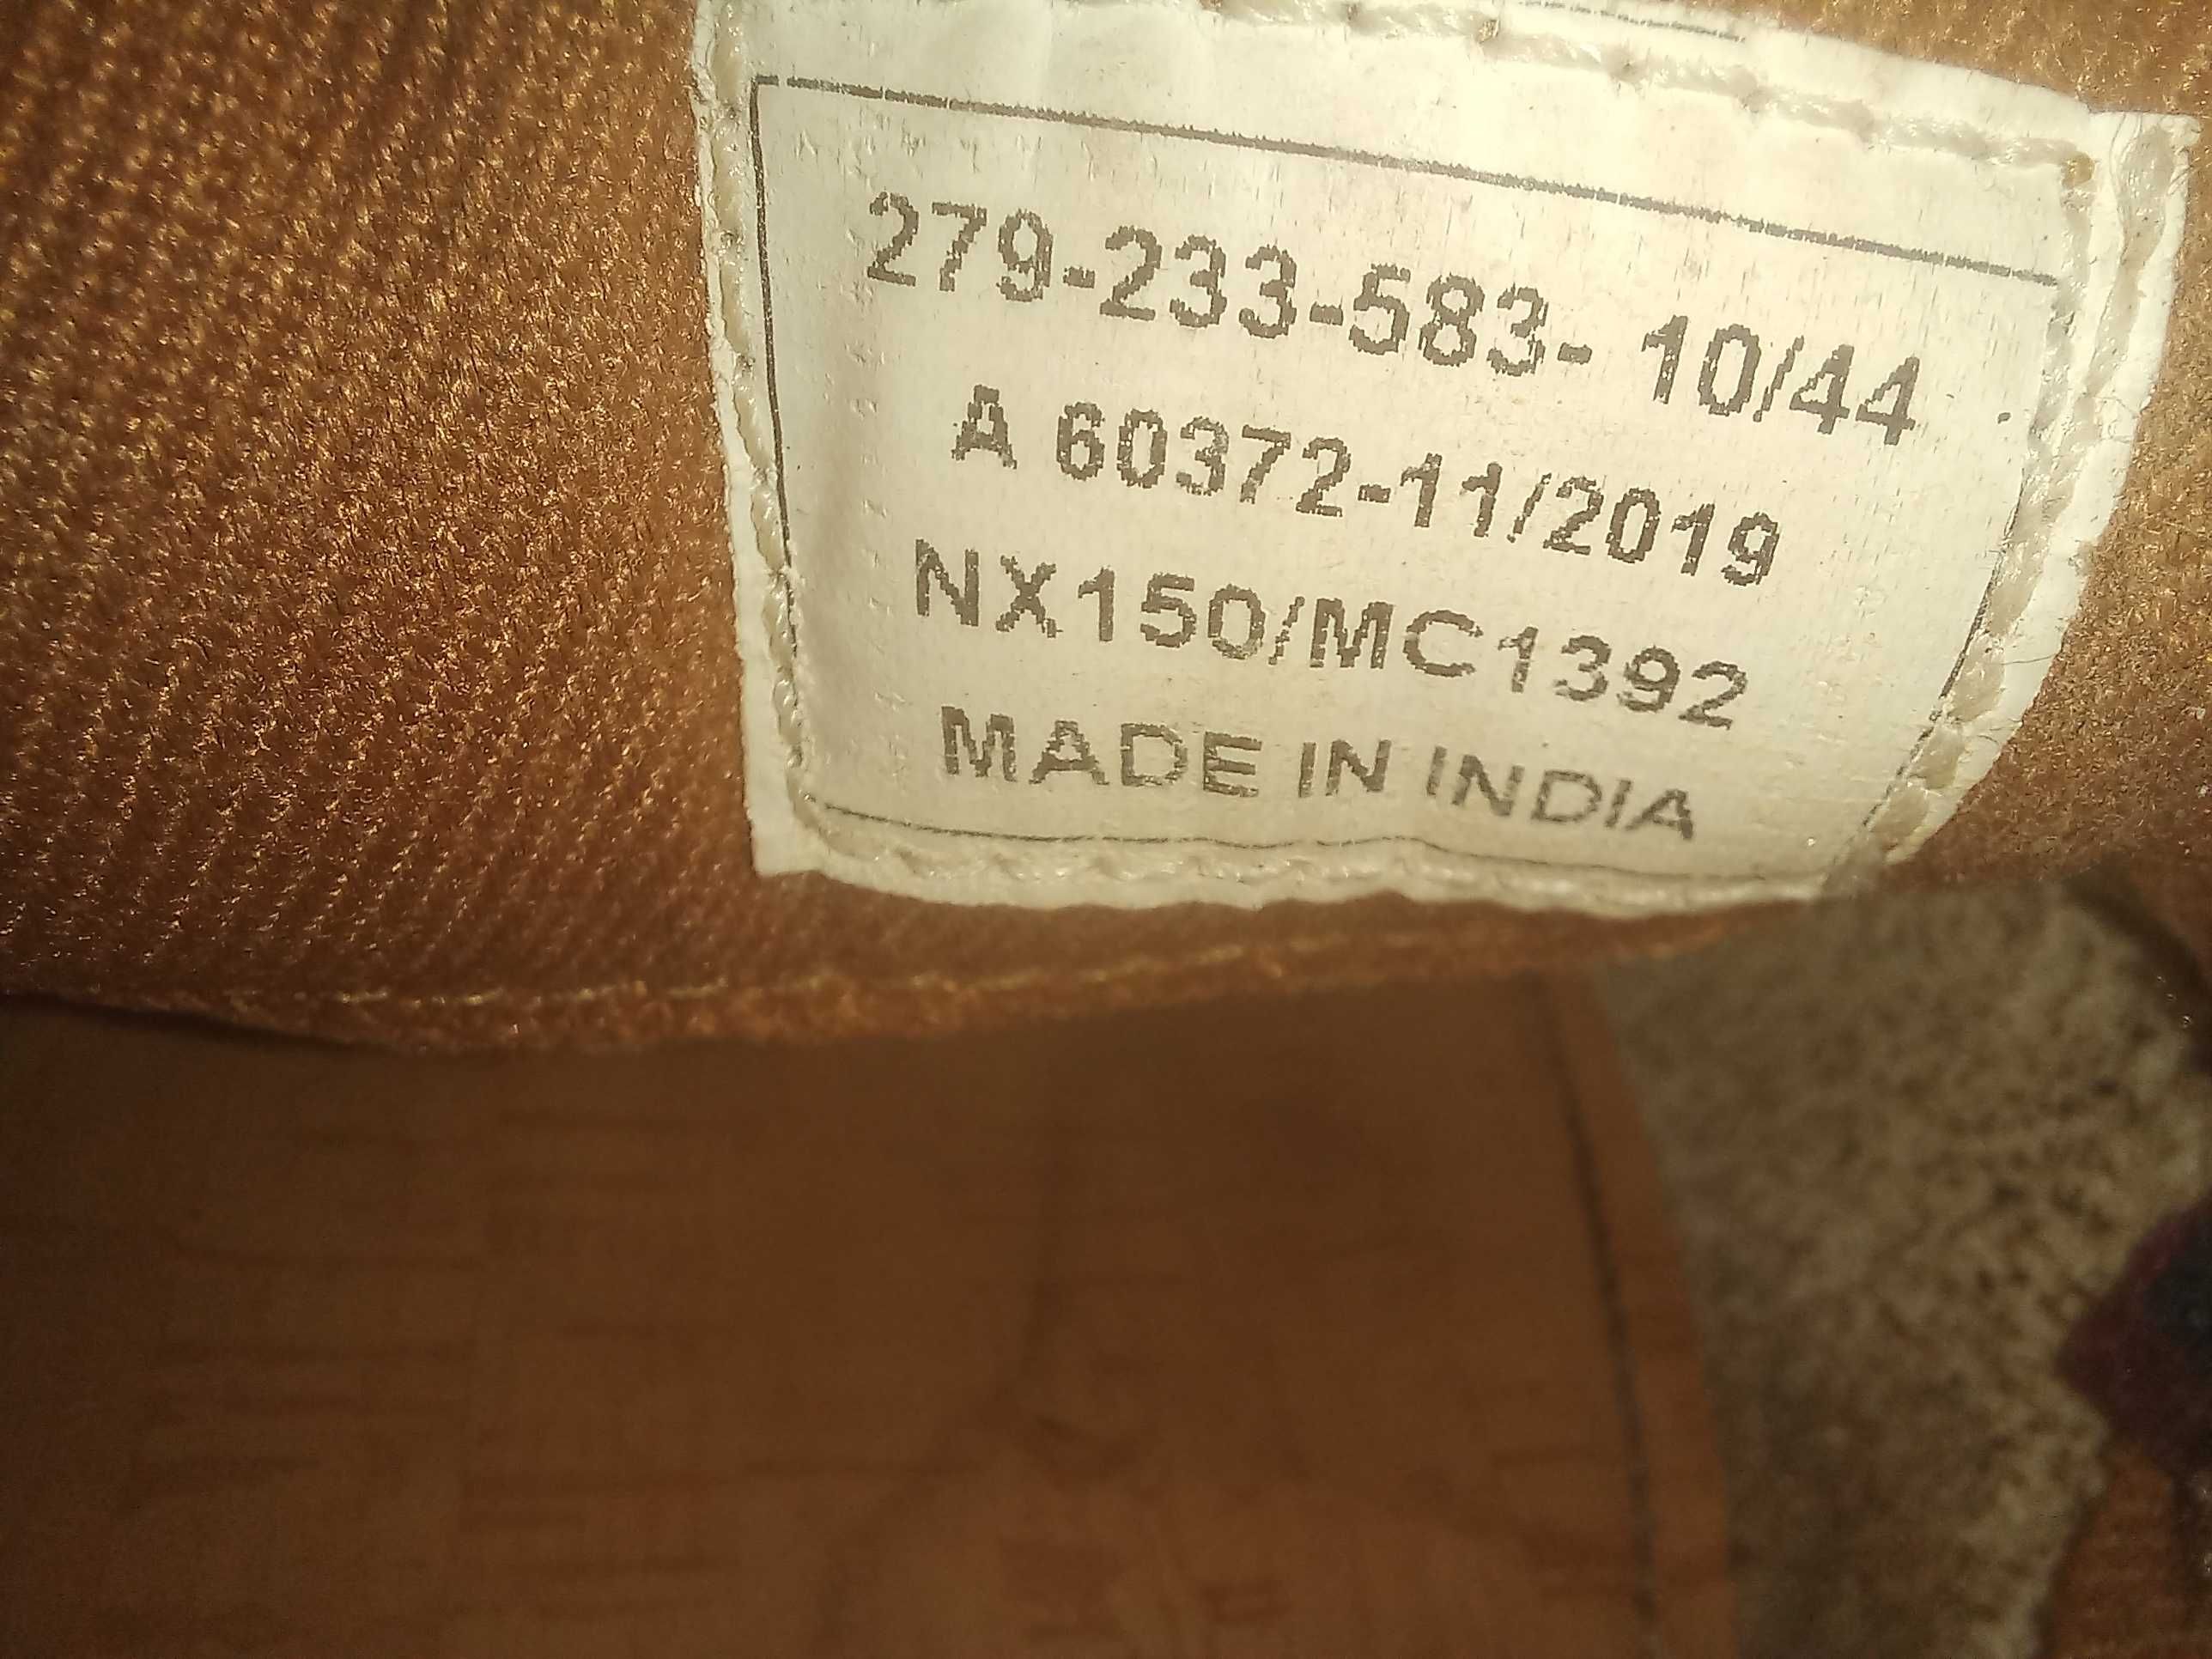 279-233-583- 10/44
A 60372-11/2019
NX150/MC1392
MADE IN INDIA